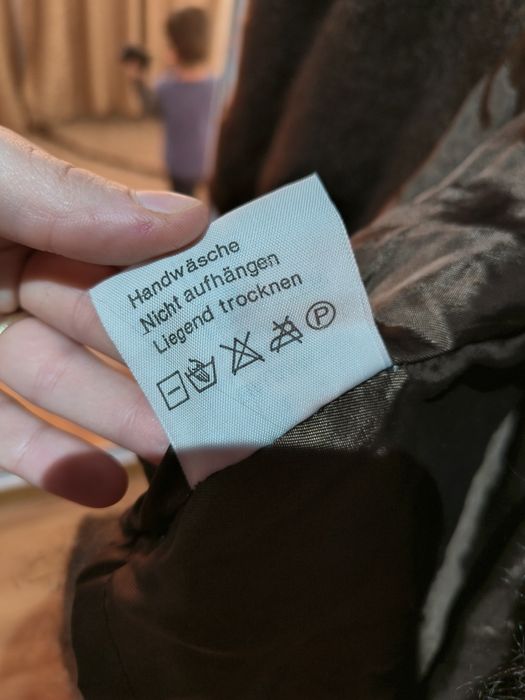 Handwäsche
Nicht aufhängen
Liegend trocknen
P